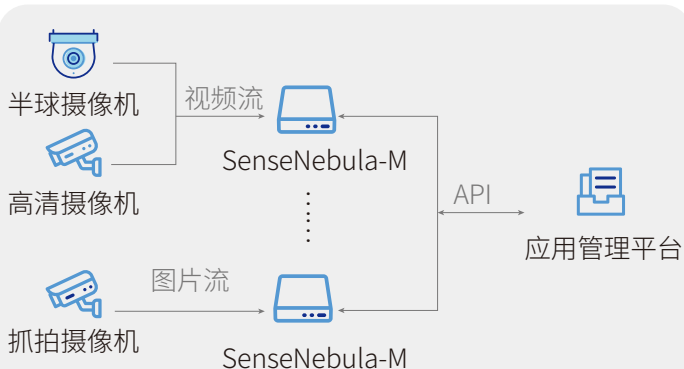 半球摄像机
视频流
SenseNebula-M
高清摄像机
API
应用管理平台
图片流
抓拍摄像机
SenseNebula-M